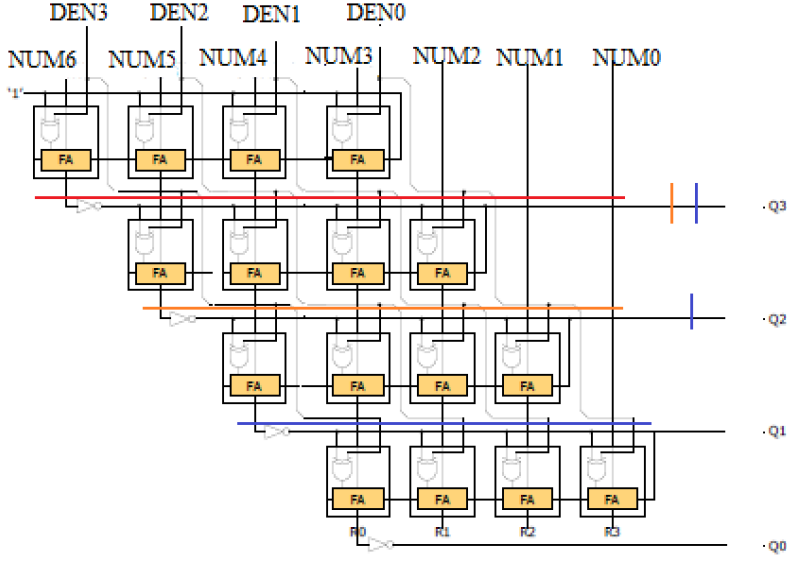 DEN3 DEN2 DEN1 DEN0
NUM6 NUM5 NUM4 NUM3 NUM2 NUM1 NUM0
'1'
FA FA FA FA
Q3
FA FA FA FA
Q2
FA FA FA FA
Q1
FA FA FA FA
R0 R1 R2 R3
Q0